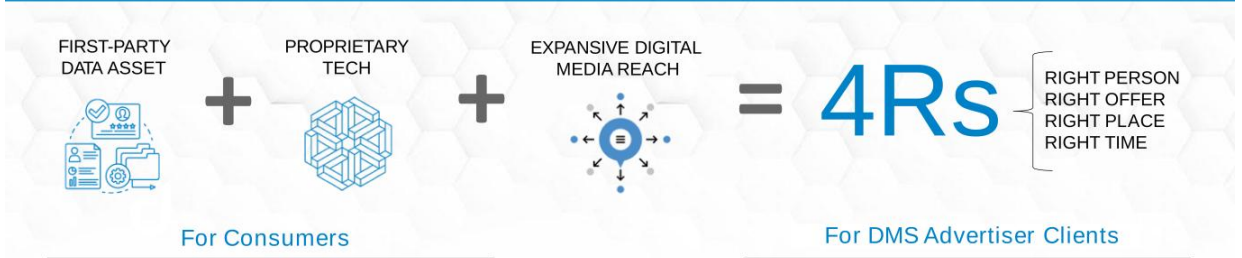 FIRST-PARTY
DATA ASSET
+
PROPRIETARY
TECH
+
EXPANSIVE DIGITAL
MEDIA REACH
=
4Rs
RIGHT PERSON
RIGHT OFFER
RIGHT PLACE
RIGHT TIME
For Consumers
For DMS Advertiser Clients